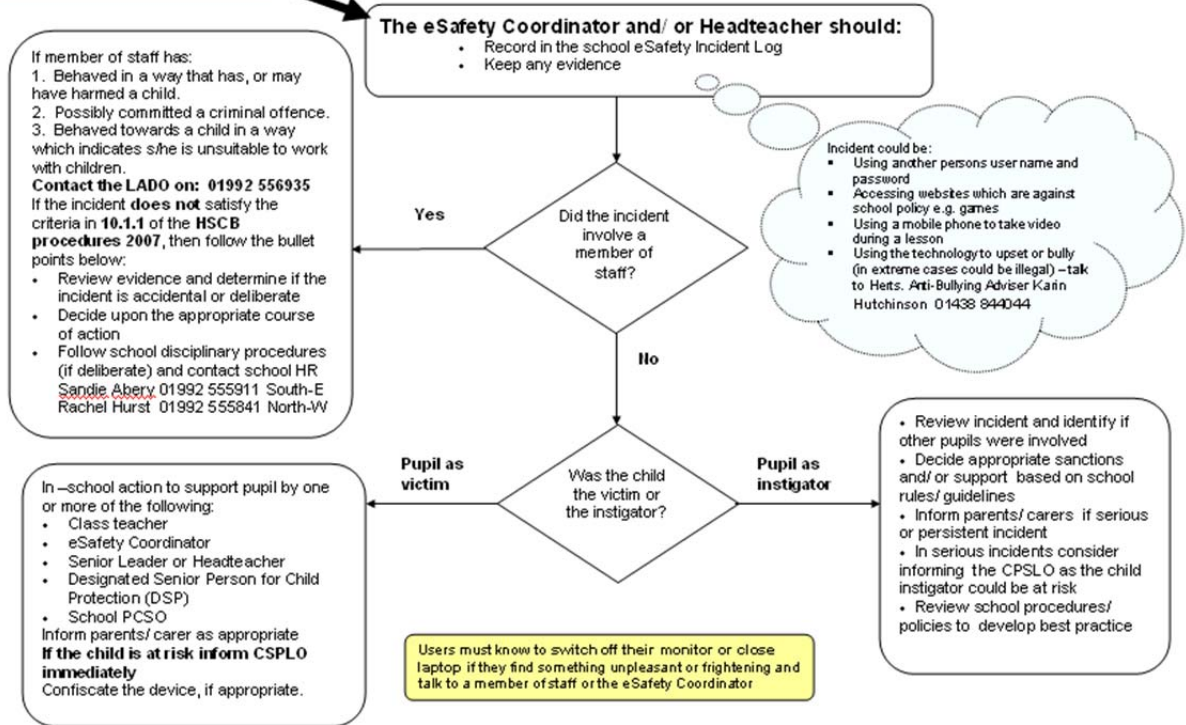 The eSafety Coordinator and/ or Headteacher should:
• Record in the school eSafety Incident Log
• Keep any evidence
If member of staff has:
1. Behaved in a way that has, or may
have harmed a child.
2. Possibly committed a criminal offence.
3. Behaved towards a child in a way
which indicates s/he is unsuitable to work
with children.
Contact the LADO on: 01992 556935
If the incident does not satisfy the
criteria in 10.1.1 of the HSCB
procedures 2007, then follow the bullet
points below:
• Review evidence and determine if the
incident is accidental or deliberate
• Decide upon the appropriate course
of action
• Follow school disciplinary procedures
(if deliberate) and contact school HR
Sandie Abery 01992 555911 South-E
Rachel Hurst 01992 555841 North-W
Yes
Did the incident
involve a
member of
staff?
Incident could be:
▪ Using another persons user name and
password
▪ Accessing websites which are against
school policy e.g. games
▪ Using a mobile phone to take video
during a lesson
▪ Using the technology to upset or bully
(in extreme cases could be illegal) – talk
to Herts. Anti-Bullying Adviser Karin
Hutchinson 01438 844044
No
Pupil as
victim
Was the child
the victim or
the instigator?
Pupil as
instigator
In –school action to support pupil by one
or more of the following:
• Class teacher
• eSafety Coordinator
• Senior Leader or Headteacher
• Designated Senior Person for Child
Protection (DSP)
• School PCSO
Inform parents/ carer as appropriate
If the child is at risk inform CSPLO
immediately
Confiscate the device, if appropriate.
• Review incident and identify if
other pupils were involved
• Decide appropriate sanctions
and/ or support based on school
rules/ guidelines
• Inform parents/ carers if serious
or persistent incident
• In serious incidents consider
informing the CPSLO as the child
instigator could be at risk
• Review school procedures/
policies to develop best practice
Users must know to switch off their monitor or close
laptop if they find something unpleasant or frightening and
talk to a member of staff or the eSafety Coordinator